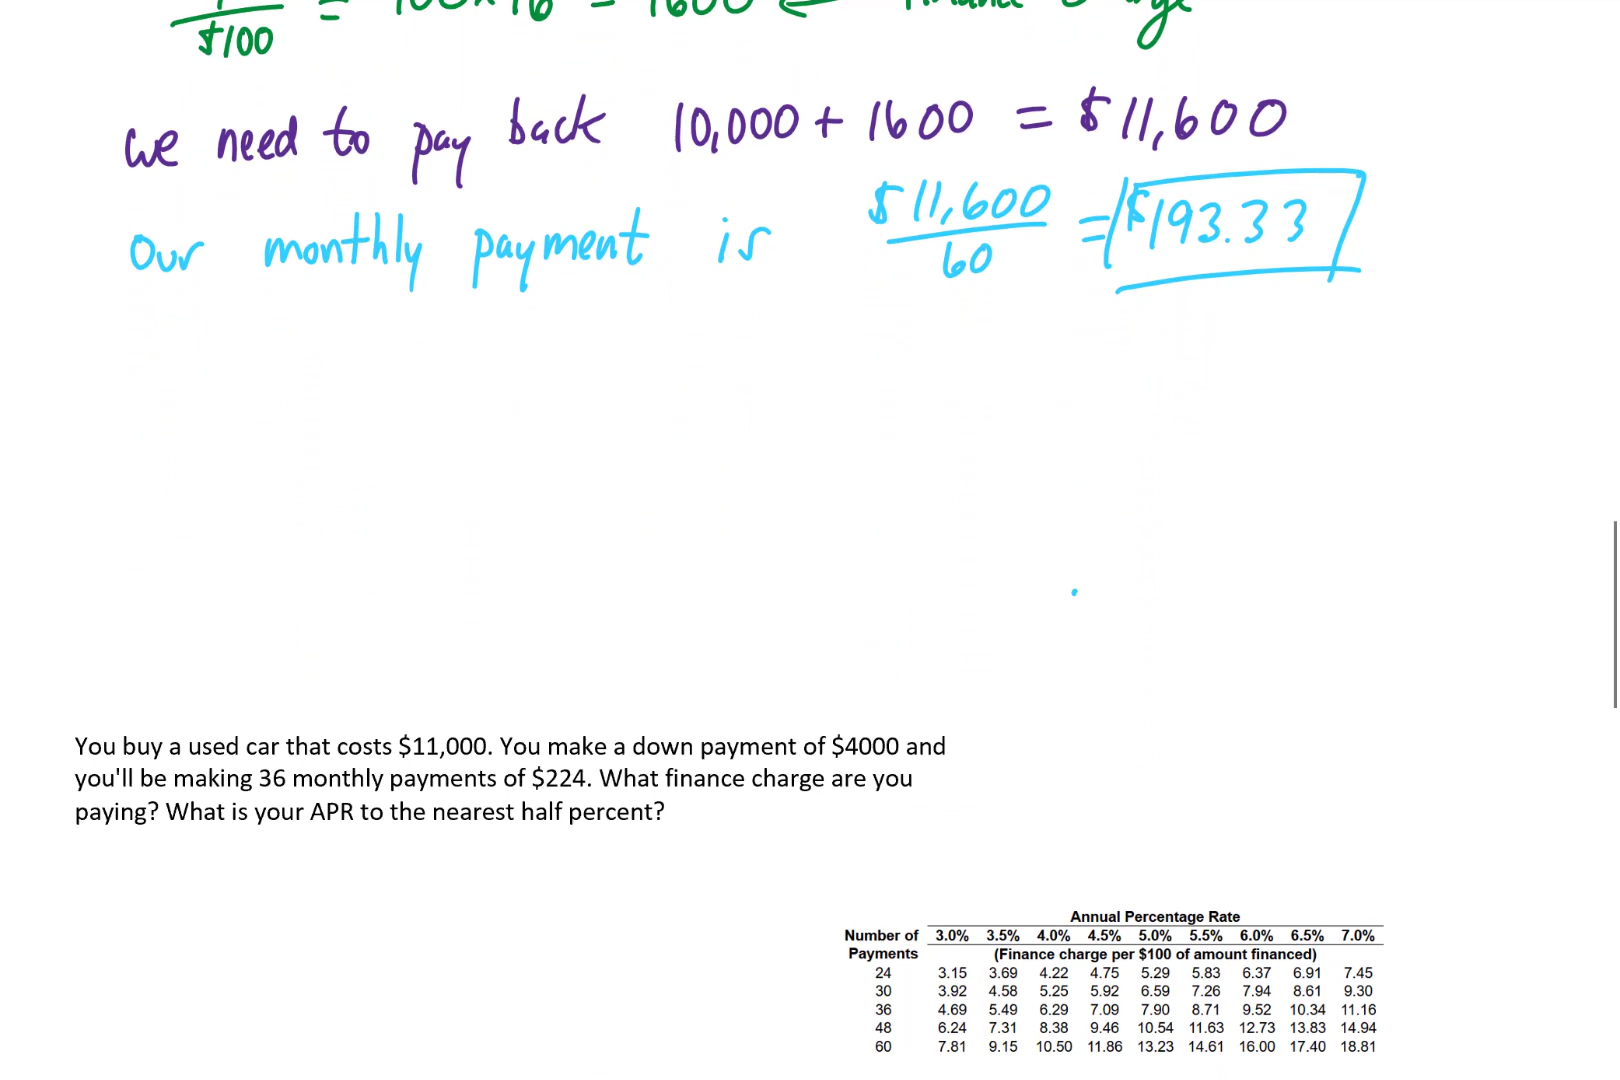 $100 = 100 × 16 = 1600 ←
we need to pay back 10,000 + 1600 = $11,600
our monthly payment is $11,600 / 60 = $193.33
You buy a used car that costs $11,000. You make a down payment of $4000 and
you'll be making 36 monthly payments of $224. What finance charge are you
paying? What is your APR to the nearest half percent?
Annual Percentage Rate
Number of 3.0% 3.5% 4.0% 4.5% 5.0% 5.5% 6.0% 6.5% 7.0%
Payments (Finance charge per $100 of amount financed)
24 3.15 3.69 4.22 4.75 5.29 5.83 6.37 6.91 7.45
30 3.92 4.58 5.25 5.92 6.59 7.26 7.94 8.61 9.30
36 4.69 5.49 6.29 7.09 7.90 8.71 9.52 10.34 11.16
48 6.24 7.31 8.38 9.46 10.54 11.63 12.73 13.83 14.94
60 7.81 9.15 10.50 11.86 13.23 14.61 16.00 17.40 18.81